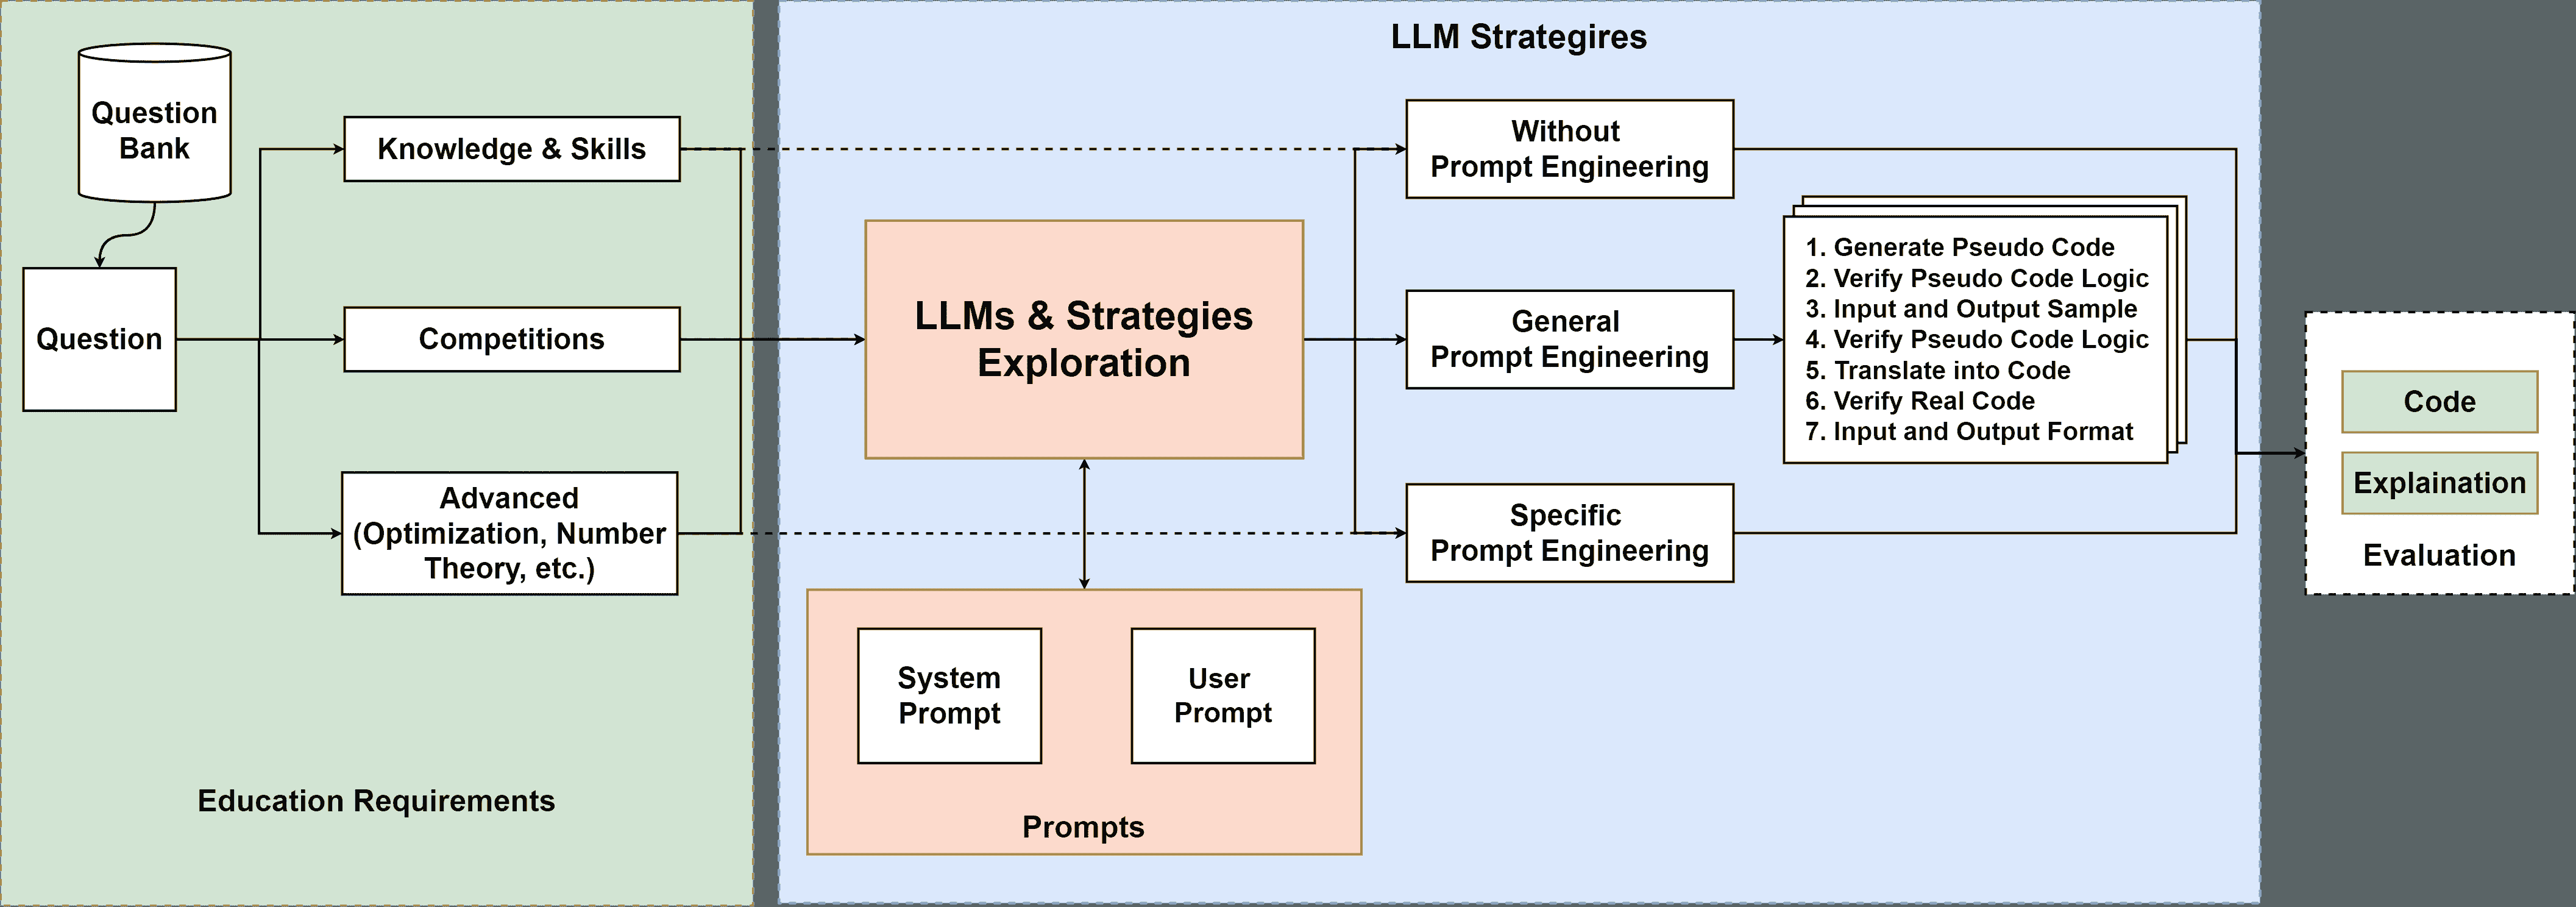 Question
Bank
Question
Knowledge & Skills
Competitions
Advanced
(Optimization, Number
Theory, etc.)
Education Requirements
LLM Strategires
LLMs & Strategies
Exploration
System
Prompt
User
Prompt
Prompts
Without
Prompt Engineering
General
Prompt Engineering
Specific
Prompt Engineering
1. Generate Pseudo Code
2. Verify Pseudo Code Logic
3. Input and Output Sample
4. Verify Pseudo Code Logic
5. Translate into Code
6. Verify Real Code
7. Input and Output Format
Code
Explaination
Evaluation